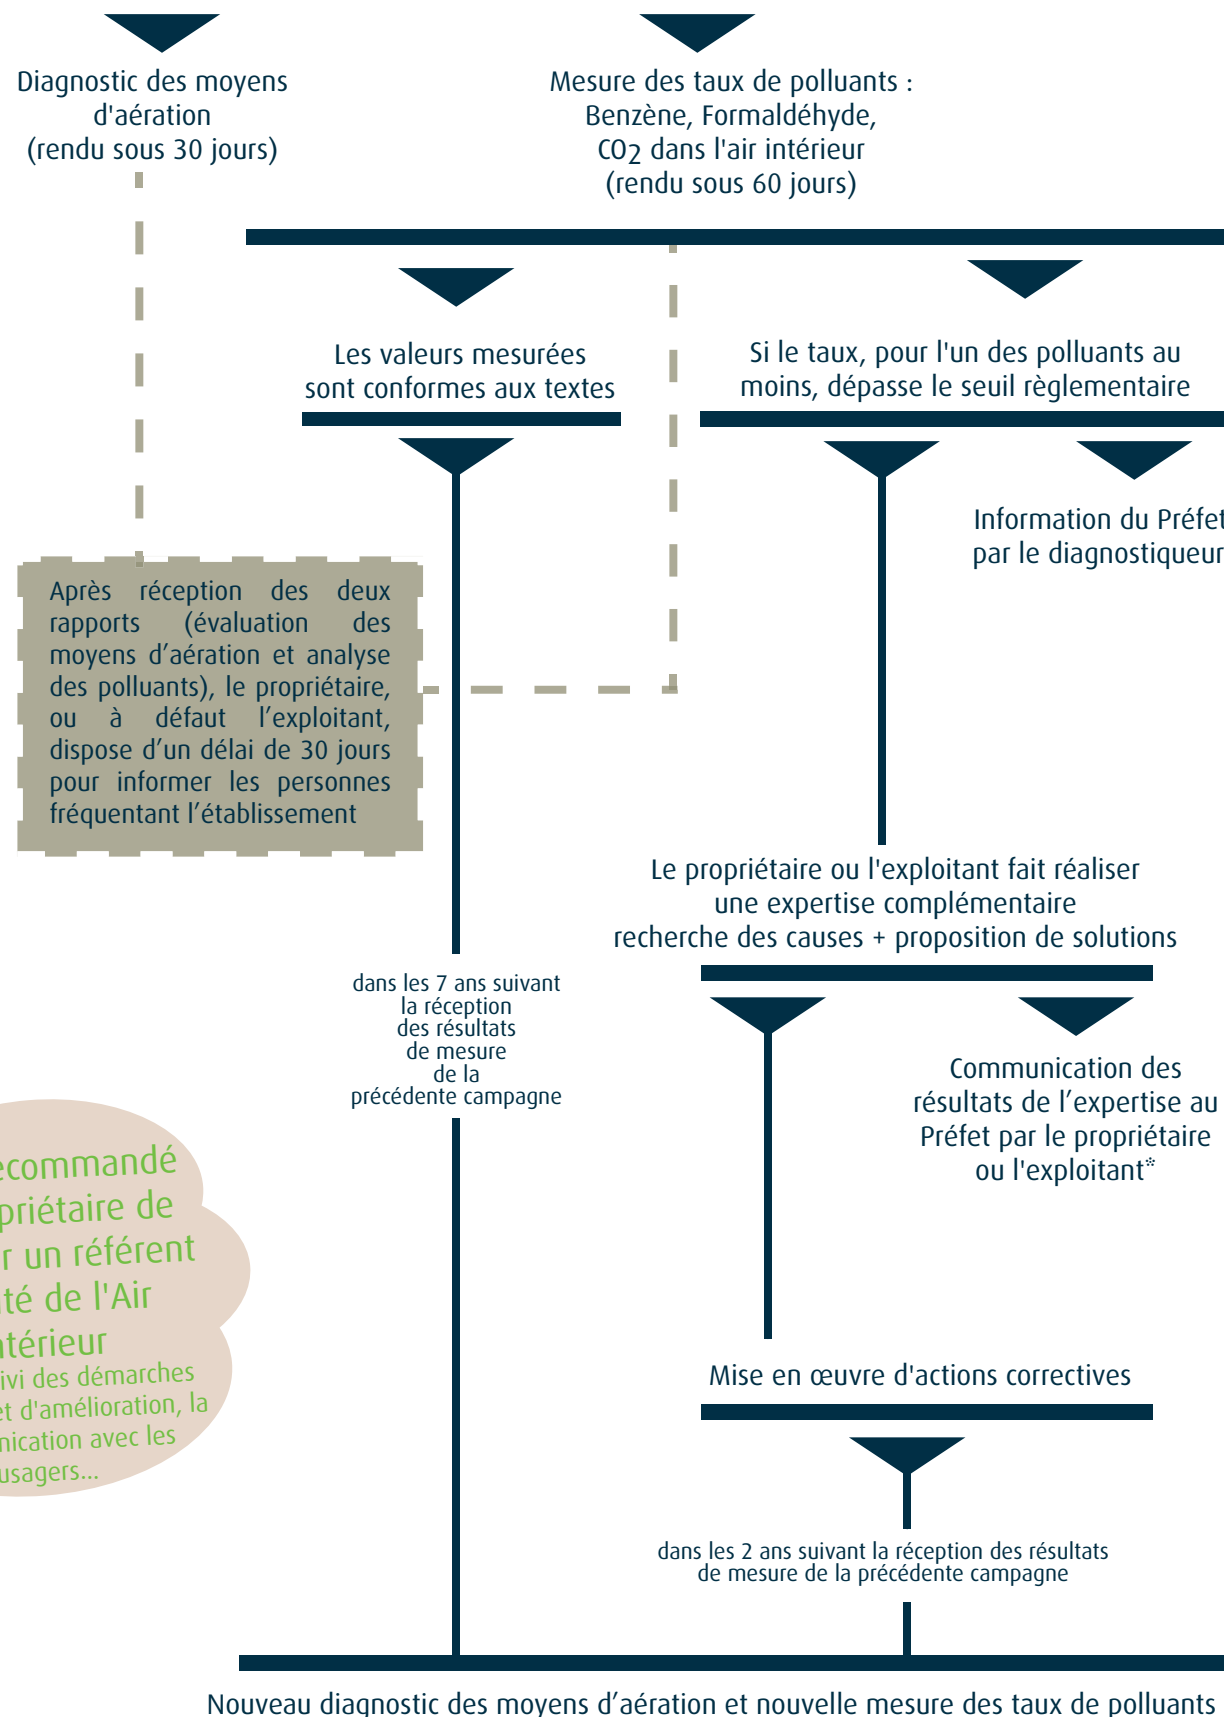 Diagnostic des moyens
d'aération
(rendu sous 30 jours)
Mesure des taux de polluants :
Benzène, Formaldéhyde,
CO2 dans l'air intérieur
(rendu sous 60 jours)
Les valeurs mesurées
sont conformes aux textes
Si le taux, pour l'un des polluants au
moins, dépasse le seuil règlementaire
Information du Préfet
par le diagnostiqueur
Après réception des deux
rapports (évaluation des
moyens d’aération et analyse
des polluants), le propriétaire,
ou à défaut l’exploitant,
dispose d’un délai de 30 jours
pour informer les personnes
fréquentant l’établissement
Le propriétaire ou l'exploitant fait réaliser
une expertise complémentaire
recherche des causes + proposition de solutions
dans les 7 ans suivant
la réception
des résultats
de mesure
de la
précédente campagne
Communication des
résultats de l’expertise au
Préfet par le propriétaire
ou l'exploitant*
ecommandé
priétaire de
r un référent
ité de l'Air
ntérieur
ivi des démarches
et d'amélioration, la
nication avec les
usagers...
Mise en œuvre d'actions correctives
dans les 2 ans suivant la réception des résultats
de mesure de la précédente campagne
Nouveau diagnostic des moyens d’aération et nouvelle mesure des taux de polluants